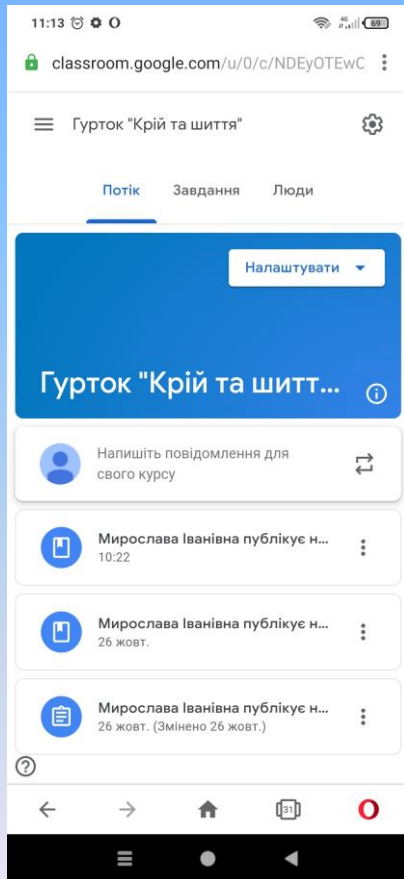 11:13
4G
69
classroom.google.com/u/0/c/NDEyOTEwC
Гурток "Крій та шиття"
Потік Завдання Люди
Налаштувати
Гурток "Крій та шитт...
Напишіть повідомлення для
свого курсу
Мирослава Іванівна публікує н...
10:22
Мирослава Іванівна публікує н...
26 жовт.
Мирослава Іванівна публікує н...
26 жовт. (Змінено 26 жовт.)
31